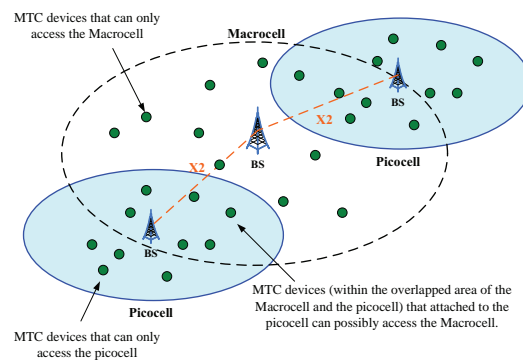 MTC devices that can only
access the Macrocell
Macrocell
BS
X2
Picocell
BS
X2
BS
Picocell
MTC devices (within the overlapped area of the
Macrocell and the picocell) that attached to the
picocell can possibly access the Macrocell.
MTC devices that can only
access the picocell